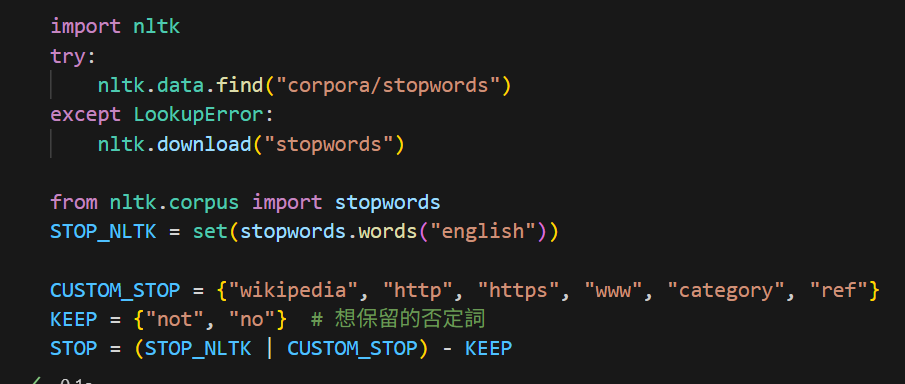 import nltk
try:
    nltk.data.find("corpora/stopwords")
except LookupError:
    nltk.download("stopwords")
from nltk.corpus import stopwords
STOP_NLTK = set(stopwords.words("english"))
CUSTOM_STOP = {"wikipedia", "http", "https", "www", "category", "ref"}
KEEP = {"not", "no"}  # 想保留的否定詞
STOP = (STOP_NLTK | CUSTOM_STOP) - KEEP